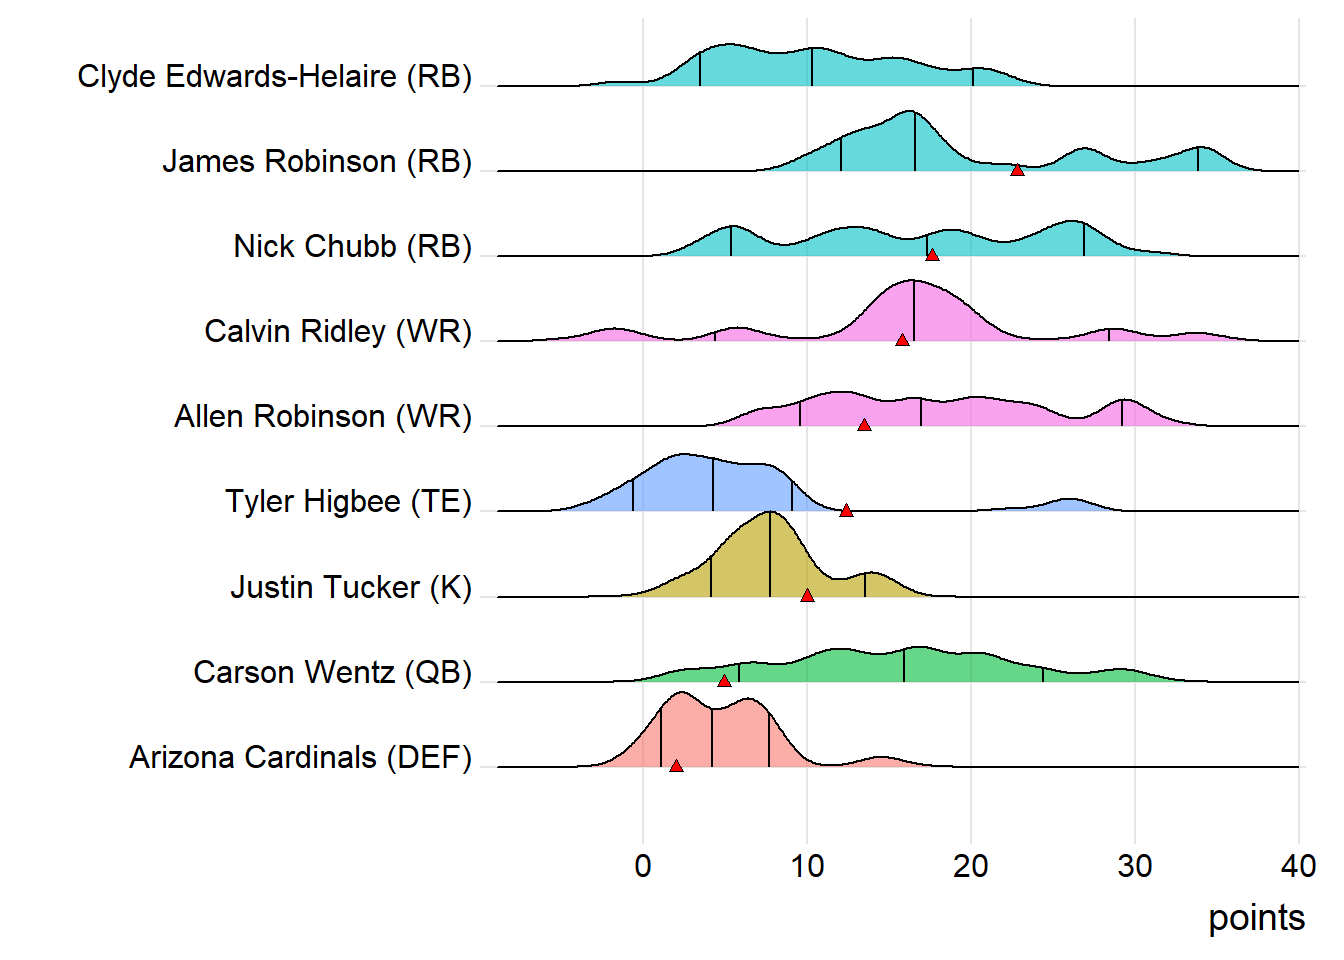 Clyde Edwards-Helaire (RB)
James Robinson (RB)
Nick Chubb (RB)
Calvin Ridley (WR)
Allen Robinson (WR)
Tyler Higbee (TE)
Justin Tucker (K)
Carson Wentz (QB)
Arizona Cardinals (DEF)
0 10 20 30 40
points